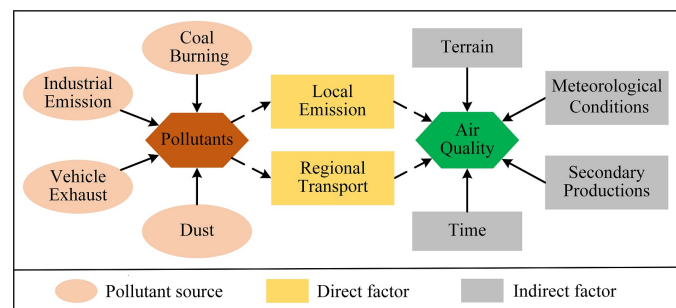 Coal
Burning
Industrial
Emission
Pollutants
Vehicle
Exhaust
Dust
Local
Emission
Regional
Transport
Terrain
Air
Quality
Meteorological
Conditions
Secondary
Productions
Time
Pollutant source
Direct factor
Indirect factor